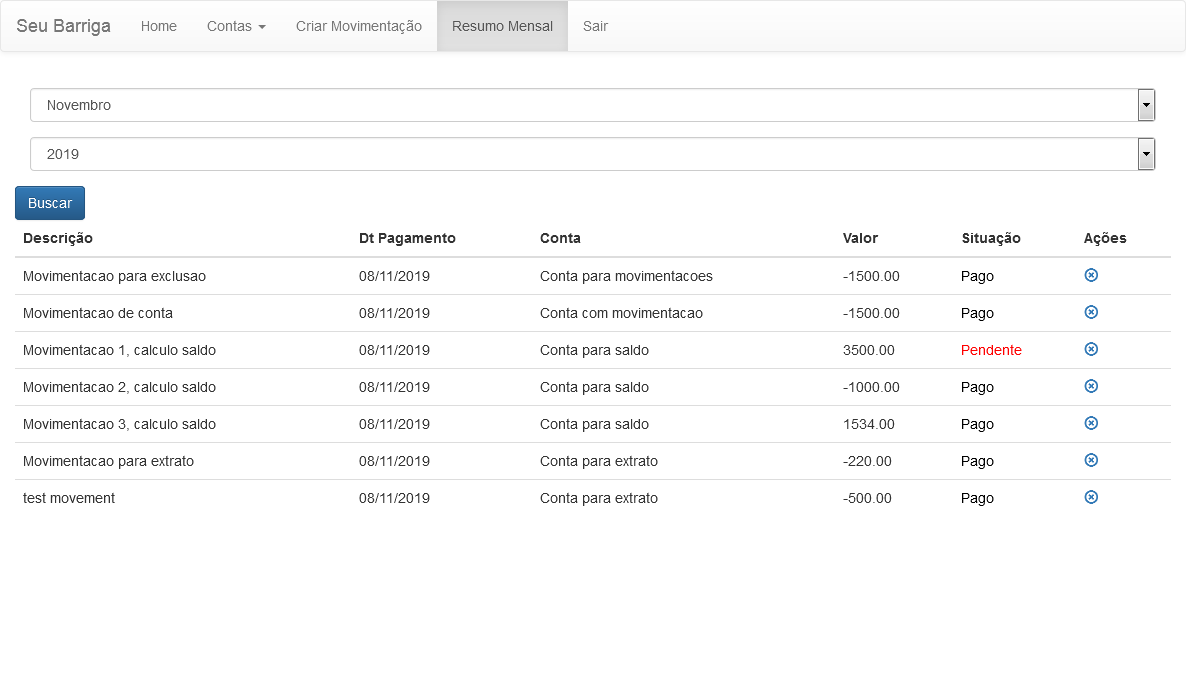 Seu Barriga Home Contas Criar Movimentação Resumo Mensal Sair
Novembro
2019
Buscar
Descrição Dt Pagamento Conta Valor Situação Ações
Movimentacao para exclusao 08/11/2019 Conta para movimentacoes -1500.00 Pago
Movimentacao de conta 08/11/2019 Conta com movimentacao -1500.00 Pago
Movimentacao 1, calculo saldo 08/11/2019 Conta para saldo 3500.00 Pendente
Movimentacao 2, calculo saldo 08/11/2019 Conta para saldo -1000.00 Pago
Movimentacao 3, calculo saldo 08/11/2019 Conta para saldo 1534.00 Pago
Movimentacao para extrato 08/11/2019 Conta para extrato -220.00 Pago
test movement 08/11/2019 Conta para extrato -500.00 Pago